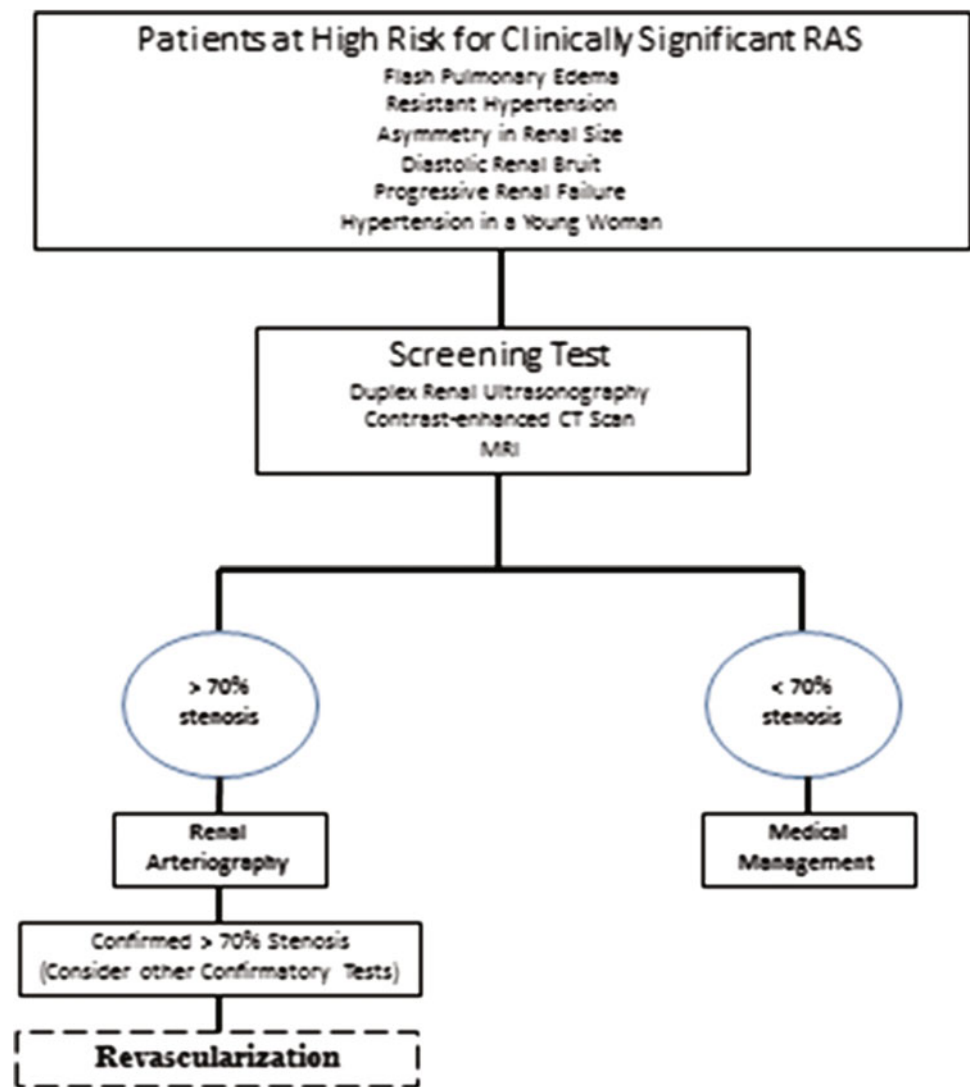 Patients at High Risk for Clinically Significant RAS
Flash Pulmonary Edema
Resistant Hypertension
Asymmetry in Renal Size
Diastolic Renal Bruit
Progressive Renal Failure
Hypertension in a Young Woman
Screening Test
Duplex Renal Ultrasonography
Contrast-enhanced CT Scan
MRI
> 70%
stenosis
< 70%
stenosis
Renal
Arteriography
Medical
Management
Confirmed > 70% Stenosis
(Consider other Confirmatory Tests)
Revascularization